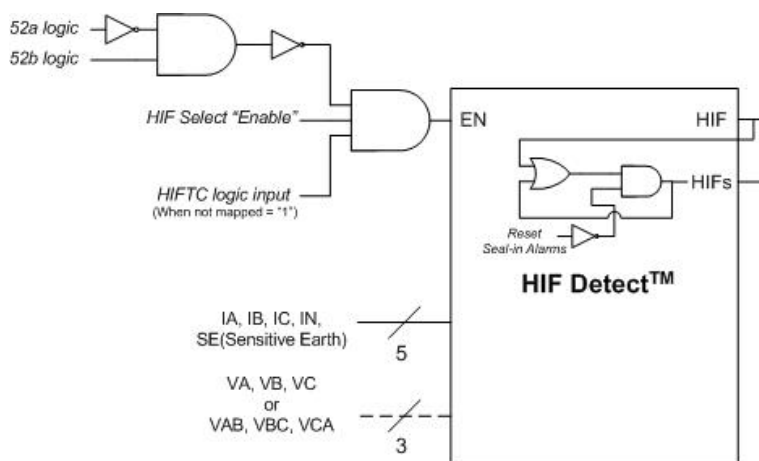 52a logic
52b logic
HIF Select “Enable”
HIFTC logic input
(When not mapped = “1”)
EN
HIF
HIFs
Reset
Seal-in Alarms
HIF Detect™
IA, IB, IC, IN,
SE(Sensitive Earth)
5
VA, VB, VC
or
VAB, VBC, VCA
3